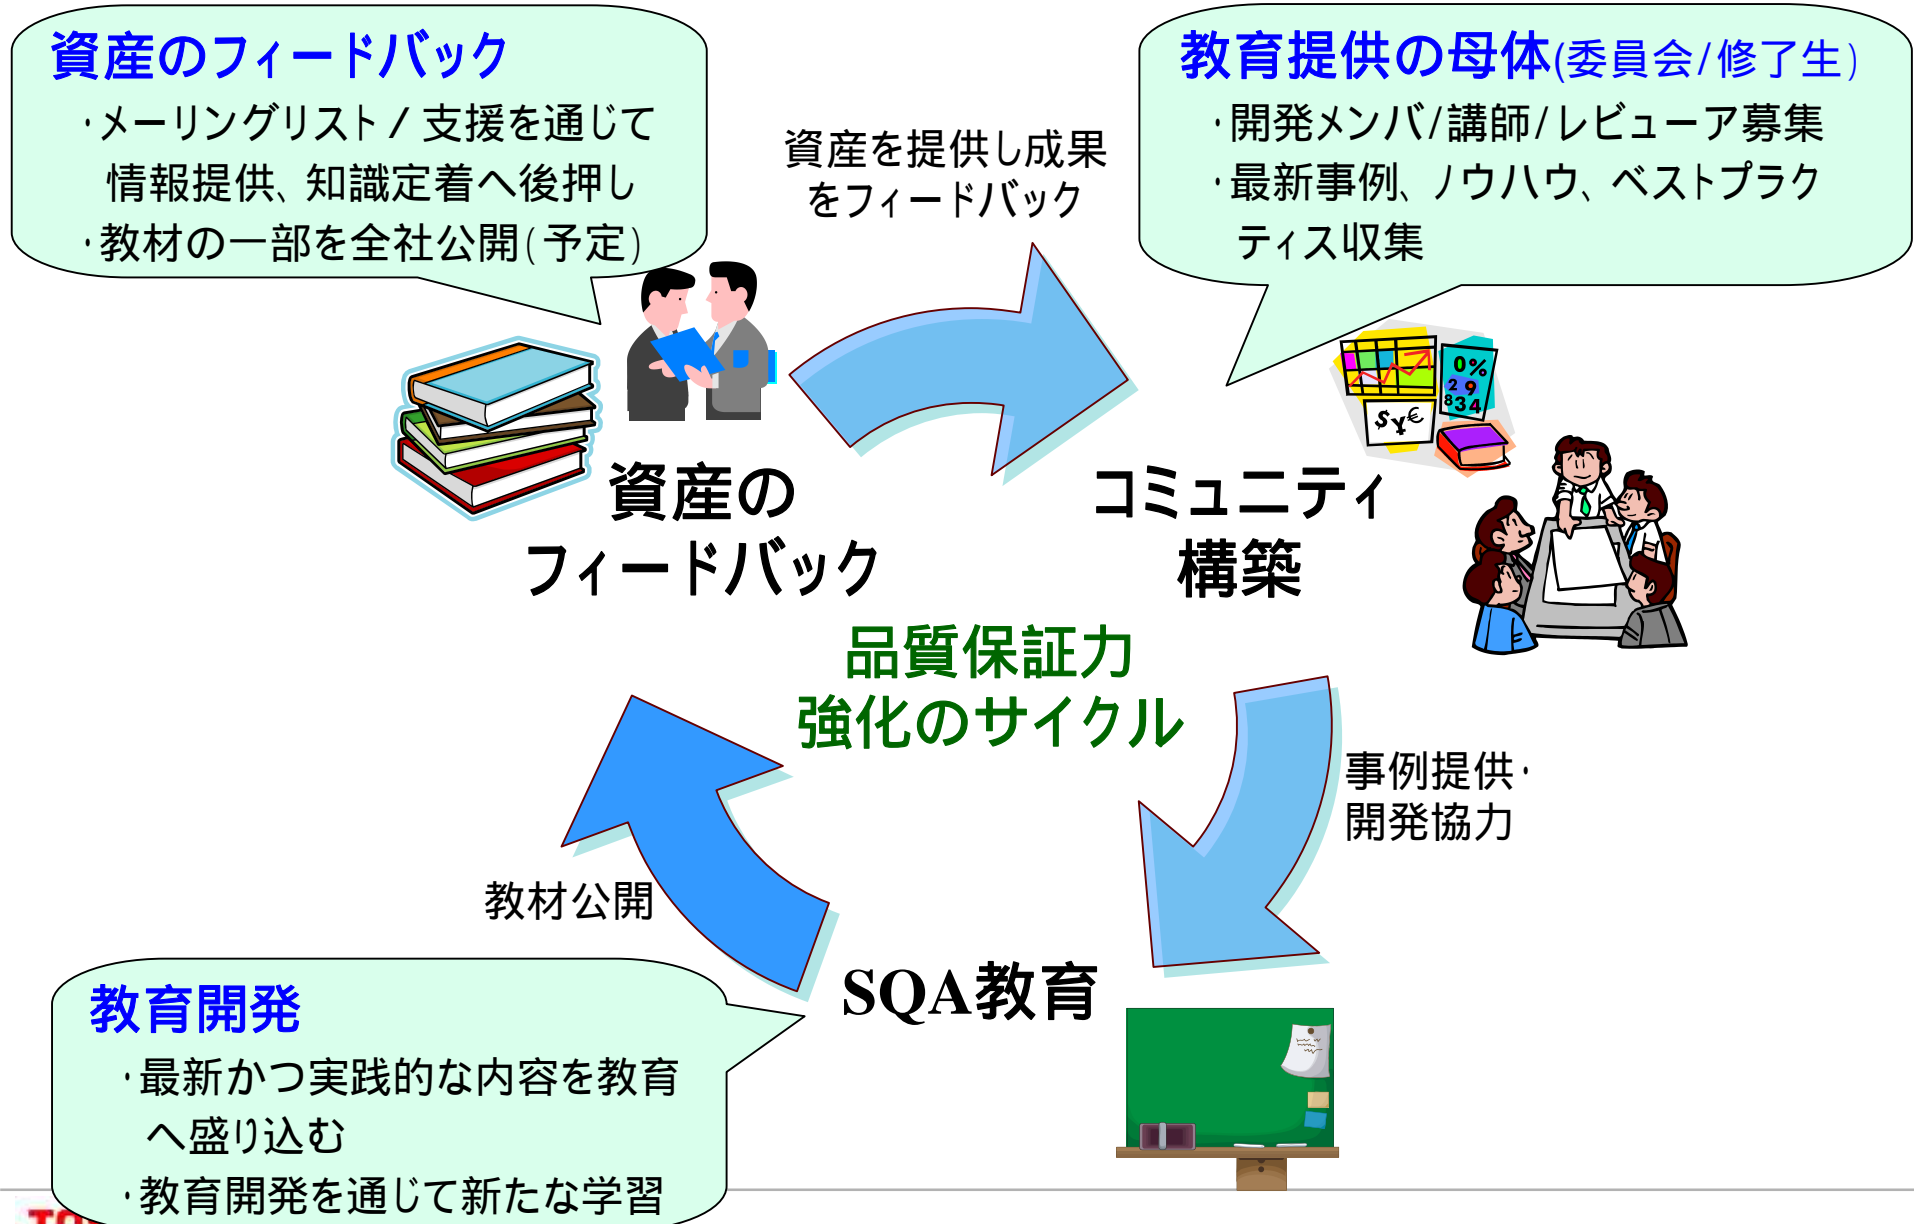 資産のフィードバック
・メーリングリスト / 支援を通じて
情報提供、知識定着へ後押し
・教材の一部を全社公開(予定)
資産を提供し成果
をフィードバック
教育提供の母体(委員会/修了生)
・開発メンバ/講師/レビューア募集
・最新事例、ノウハウ、ベストプラク
ティス収集
0%
2 9
834
$¥€
資産の
フィードバック
コミュニティ
構築
品質保証力
強化のサイクル
事例提供・
開発協力
教材公開
SQA教育
教育開発
・最新かつ実践的な内容を教育
へ盛り込む
・教育開発を通じて新たな学習